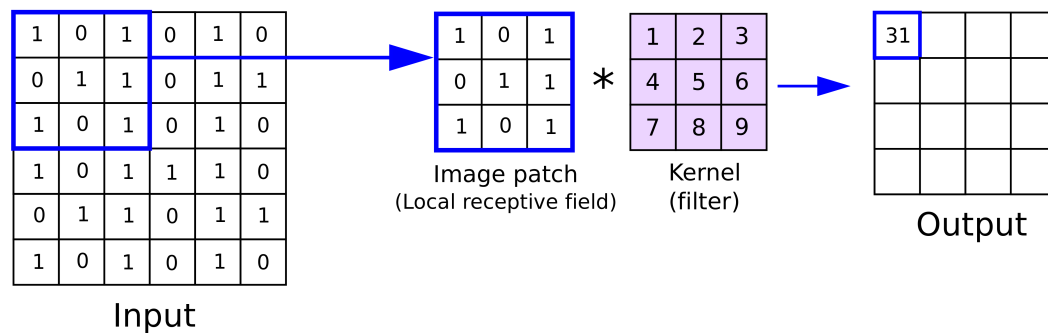 1 0 1 0 1 0
0 1 1 0 1 1
1 0 1 0 1 0
1 0 1 1 1 0
0 1 1 0 1 1
1 0 1 0 1 0
Input
1 0 1
0 1 1
1 0 1
Image patch
(Local receptive field)
*
1 2 3
4 5 6
7 8 9
Kernel
(filter)
31
Output